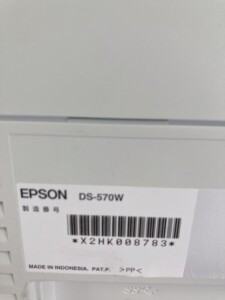 EPSON DS-570W
製造番号
*X2HK008783*
MADE IN INDONESIA. PAT.P. >PP<